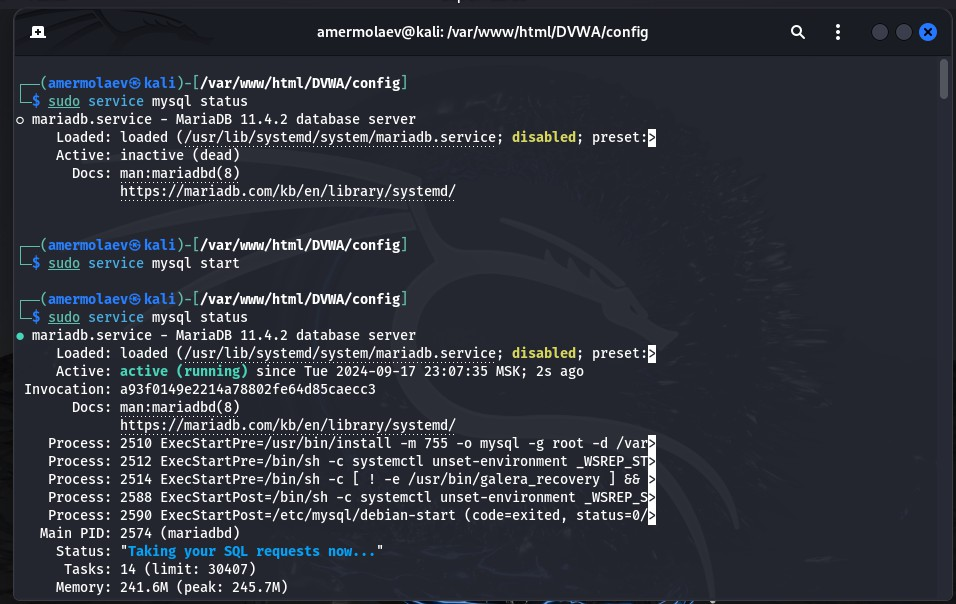 amermolaev@kali: /var/www/html/DVWA/config
┌──(amermolaev㉿kali)-[/var/www/html/DVWA/config]
└─$ sudo service mysql status
○ mariadb.service - MariaDB 11.4.2 database server
Loaded: loaded (/usr/lib/systemd/system/mariadb.service; disabled; preset:>
Active: inactive (dead)
Docs: man:mariadbd(8)
https://mariadb.com/kb/en/library/systemd/
┌──(amermolaev㉿kali)-[/var/www/html/DVWA/config]
└─$ sudo service mysql start
┌──(amermolaev㉿kali)-[/var/www/html/DVWA/config]
└─$ sudo service mysql status
● mariadb.service - MariaDB 11.4.2 database server
Loaded: loaded (/usr/lib/systemd/system/mariadb.service; disabled; preset:>
Active: active (running) since Tue 2024-09-17 23:07:35 MSK; 2s ago
Invocation: a93f0149e2214a78802fe64d85caecc3
Docs: man:mariadbd(8)
https://mariadb.com/kb/en/library/systemd/
Process: 2510 ExecStartPre=/usr/bin/install -m 755 -o mysql -g root -d /var>
Process: 2512 ExecStartPre=/bin/sh -c systemctl unset-environment _WSREP_ST>
Process: 2514 ExecStartPre=/bin/sh -c [ ! -e /usr/bin/galera_recovery ] && >
Process: 2588 ExecStartPost=/bin/sh -c systemctl unset-environment _WSREP_S>
Process: 2590 ExecStartPost=/etc/mysql/debian-start (code=exited, status=0/>
Main PID: 2574 (mariadbd)
Status: "Taking your SQL requests now..."
Tasks: 14 (limit: 30407)
Memory: 241.6M (peak: 245.7M)